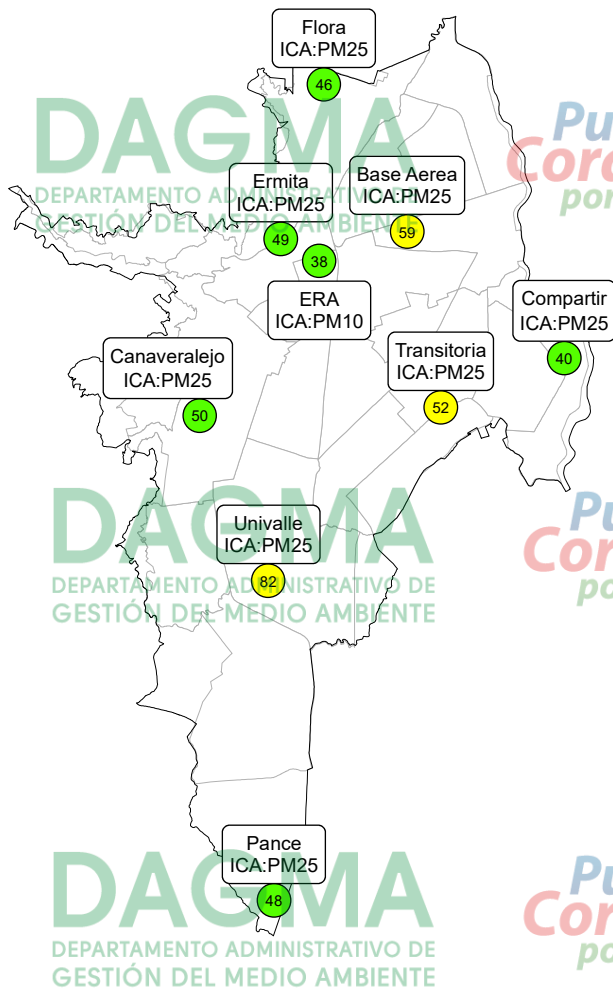 Flora
ICA:PM25
46
DAGMA
DEPARTAMENTO ADMINISTRATIVO DE
GESTIÓN DEL MEDIO AMBIENTE
Ermita
ICA:PM25
49
Base Aerea
ICA:PM25
59
38
ERA
ICA:PM10
Compartir
ICA:PM25
40
Canaveralejo
ICA:PM25
50
Transitoria
ICA:PM25
52
DAGMA
DEPARTAMENTO ADMINISTRATIVO DE
GESTIÓN DEL MEDIO AMBIENTE
Univalle
ICA:PM25
82
DAGMA
DEPARTAMENTO ADMINISTRATIVO DE
GESTIÓN DEL MEDIO AMBIENTE
Pance
ICA:PM25
48